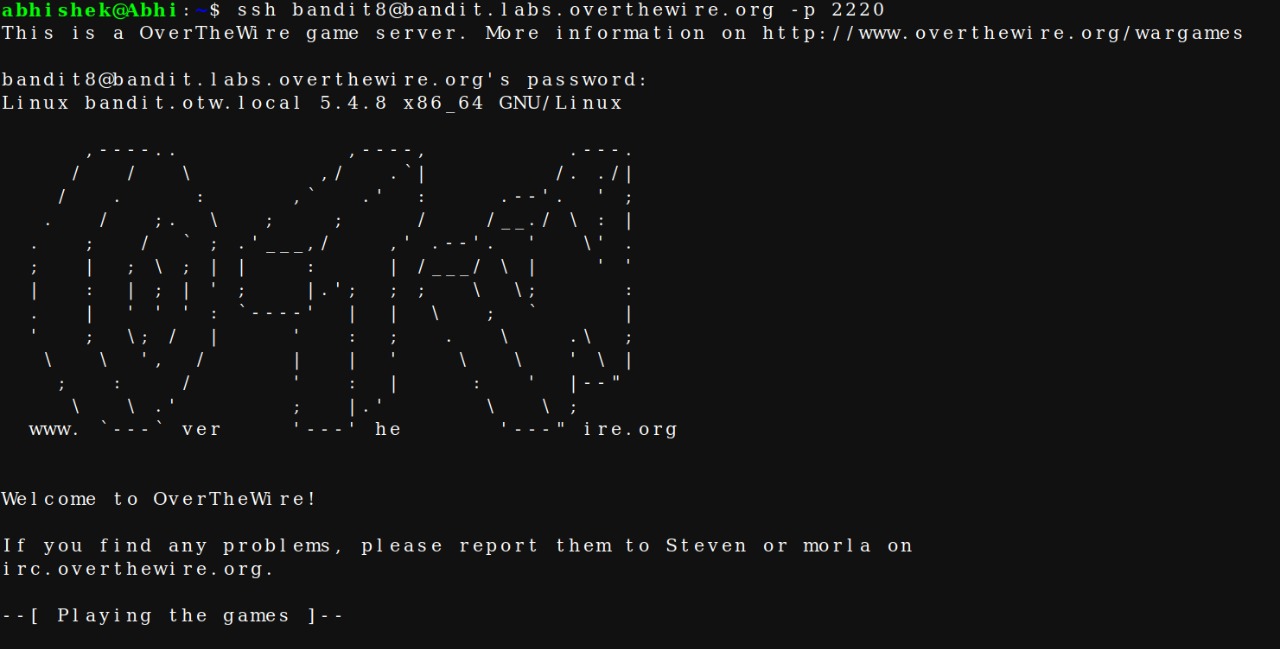 abhishek@Abhi:~$ ssh bandit8@bandit.labs.overthewire.org -p 2220
This is a OverTheWire game server. More information on http://www.overthewire.org/wargames
bandit8@bandit.labs.overthewire.org's password:
Linux bandit.otw.local 5.4.8 x86_64 GNU/Linux
      ,----..            ,----,          .---.
     /   /   \         ,/   .`|         /. ./|
    /   .     :      ,`   .'  :     .--'.  ' ;
   .   /   ;.  \   ;    ;     /    /__./ \ : |
  .   ;   /  ` ; .'___,/    ,' .--'.  '   \' .
  ;   |  ; \ ; | |    :     | /___/ \ |    ' '
  |   :  | ; | ' ;    |.';  ; ;   \  \;      :
  .   |  ' ' ' : `----'  |  |  \   ;  `      |
  '   ;  \; /  |     '   :  ;   .   \    .\  ;
   \   \  ',  /      |   |  '    \   \   ' \ |
    ;   :    /       '   :  |     :   '  |--"
     \   \ .'        ;   |.'       \   \ ;
  www. `---` ver     '---' he       '---" ire.org
Welcome to OverTheWire!
If you find any problems, please report them to Steven or morla on
irc.overthewire.org.
--[ Playing the games ]--